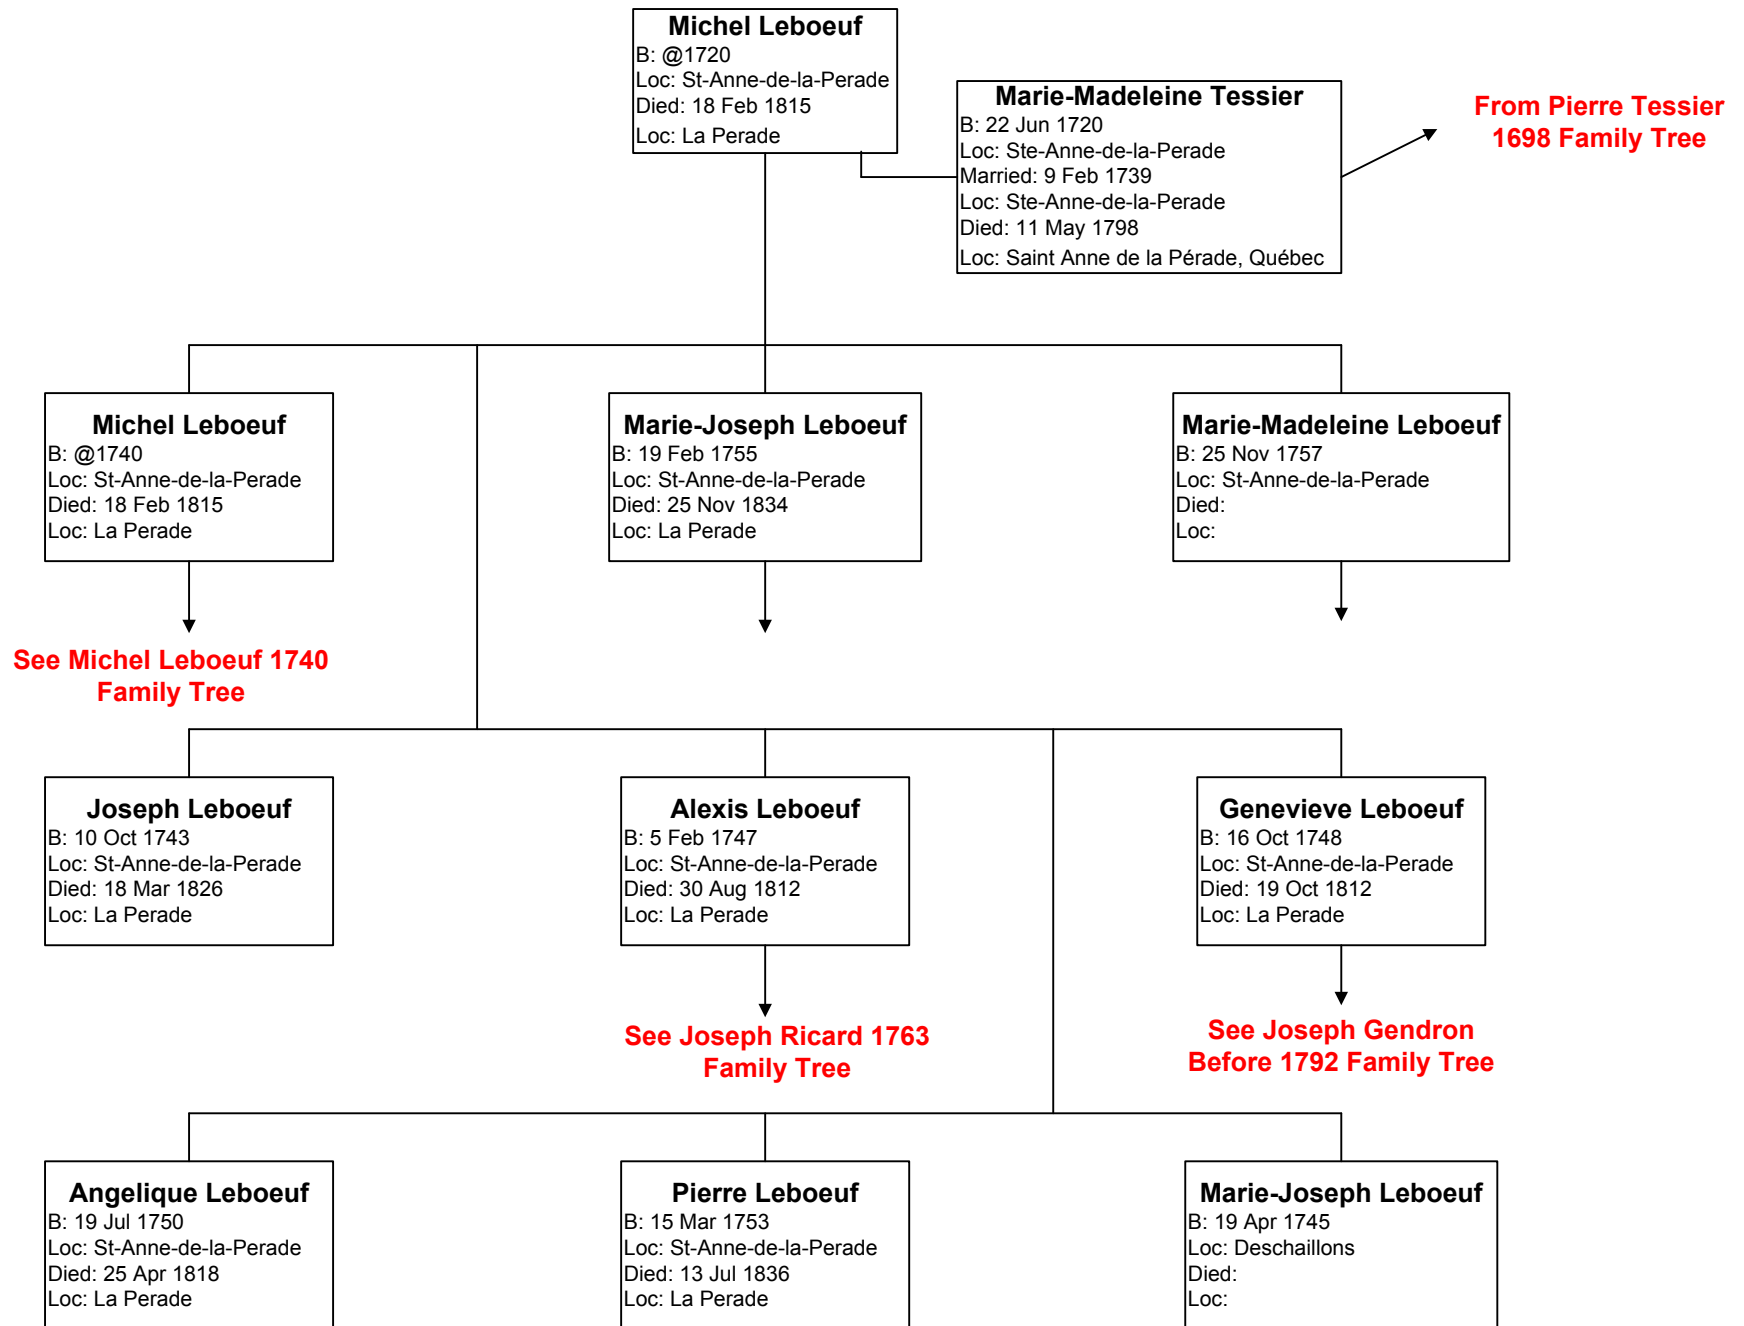 Michel Leboeuf
B: @1720
Loc: St-Anne-de-la-Perade
Died: 18 Feb 1815
Loc: La Perade
Marie-Madeleine Tessier
B: 22 Jun 1720
Loc: Ste-Anne-de-la-Perade
Married: 9 Feb 1739
Loc: Ste-Anne-de-la-Perade
Died: 11 May 1798
Loc: Saint Anne de la Pérade, Québec
From Pierre Tessier
1698 Family Tree
Michel Leboeuf
B: @1740
Loc: St-Anne-de-la-Perade
Died: 18 Feb 1815
Loc: La Perade
See Michel Leboeuf 1740
Family Tree
Marie-Joseph Leboeuf
B: 19 Feb 1755
Loc: St-Anne-de-la-Perade
Died: 25 Nov 1834
Loc: La Perade
Marie-Madeleine Leboeuf
B: 25 Nov 1757
Loc: St-Anne-de-la-Perade
Died:
Loc:
Joseph Leboeuf
B: 10 Oct 1743
Loc: St-Anne-de-la-Perade
Died: 18 Mar 1826
Loc: La Perade
Alexis Leboeuf
B: 5 Feb 1747
Loc: St-Anne-de-la-Perade
Died: 30 Aug 1812
Loc: La Perade
See Joseph Ricard 1763
Family Tree
Genevieve Leboeuf
B: 16 Oct 1748
Loc: St-Anne-de-la-Perade
Died: 19 Oct 1812
Loc: La Perade
See Joseph Gendron
Before 1792 Family Tree
Angelique Leboeuf
B: 19 Jul 1750
Loc: St-Anne-de-la-Perade
Died: 25 Apr 1818
Loc: La Perade
Pierre Leboeuf
B: 15 Mar 1753
Loc: St-Anne-de-la-Perade
Died: 13 Jul 1836
Loc: La Perade
Marie-Joseph Leboeuf
B: 19 Apr 1745
Loc: Deschaillons
Died:
Loc: